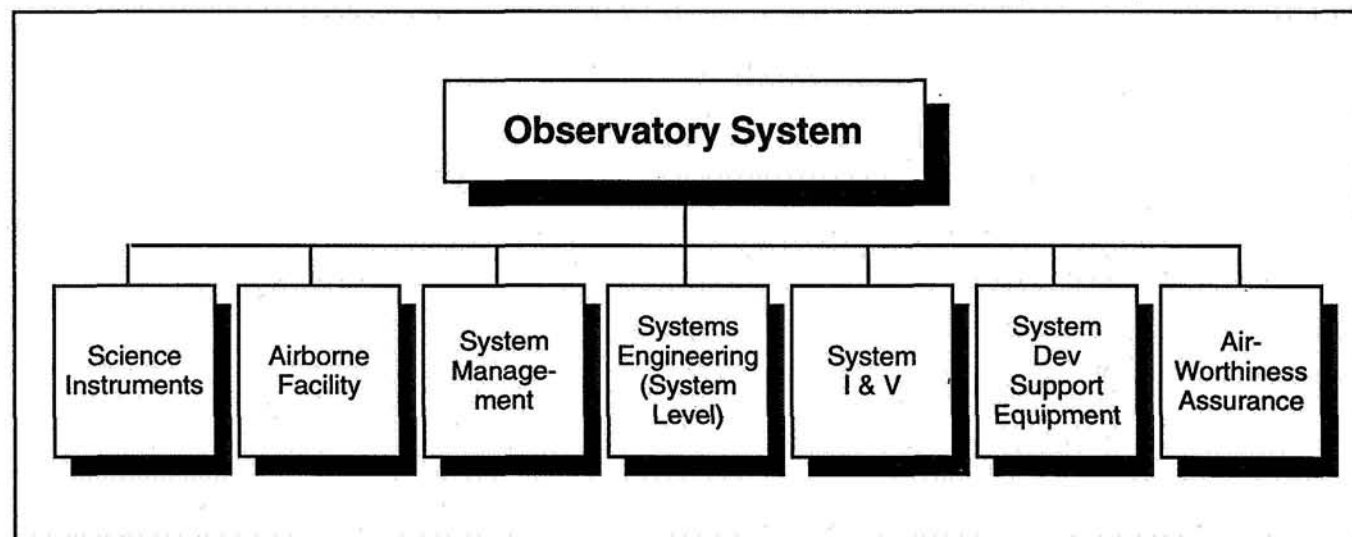 Observatory System
Science
Instruments
Airborne
Facility
System
Manage-
ment
Systems
Engineering
(System
Level)
System
I & V
System
Dev
Support
Equipment
Air-
Worthiness
Assurance